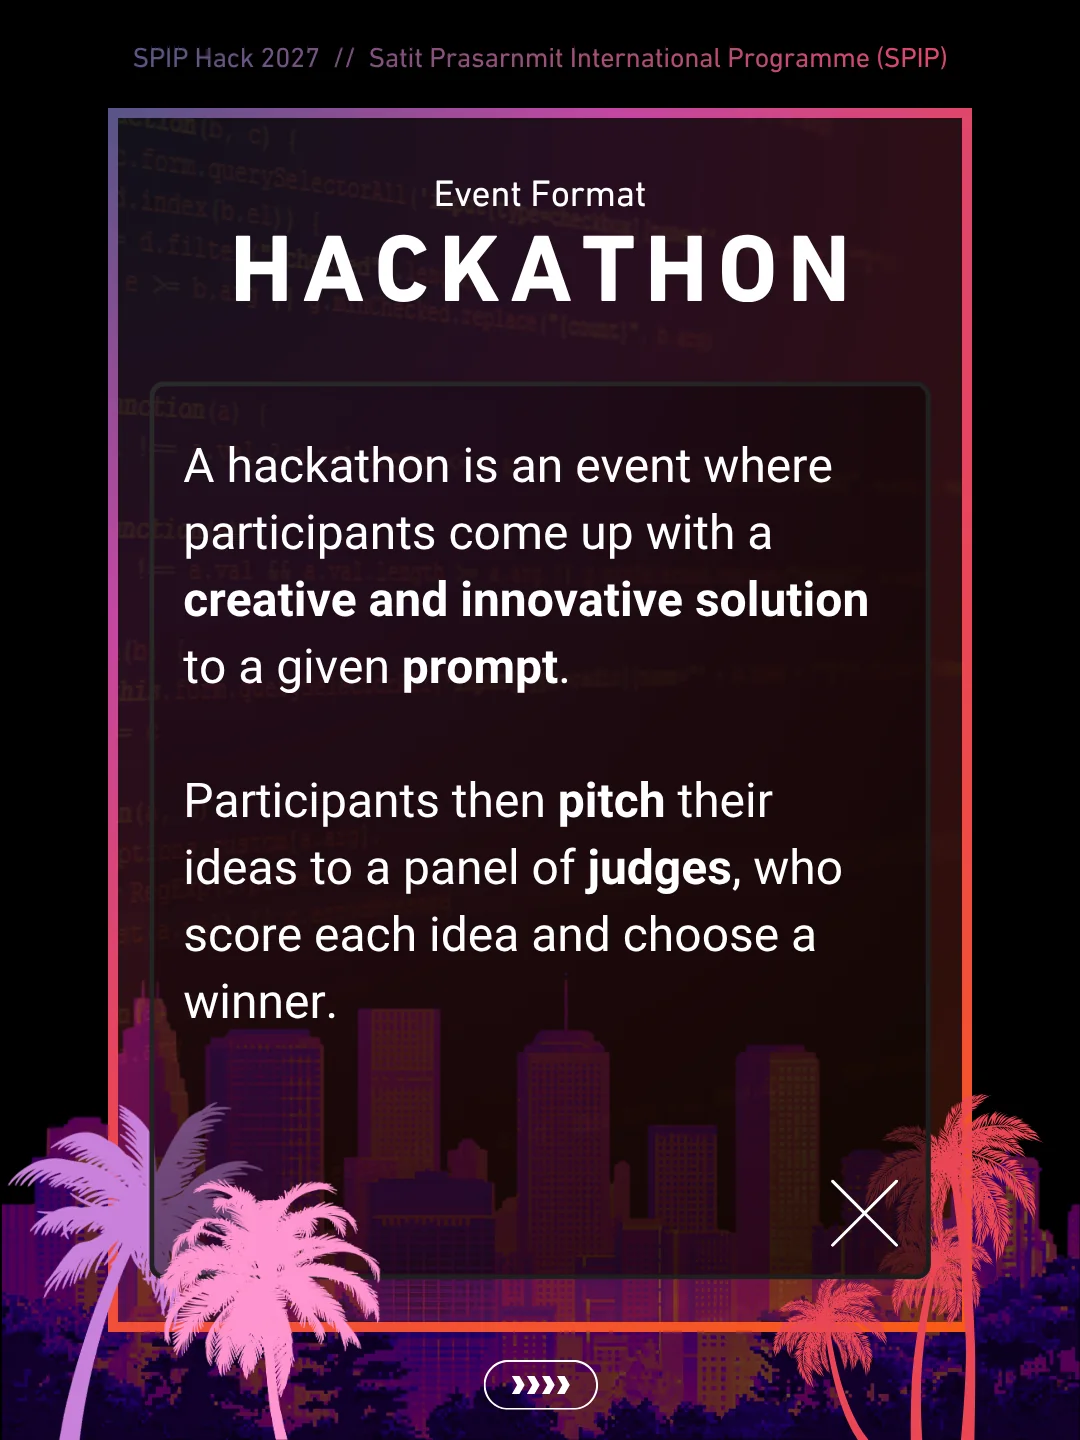 SPIP Hack 2027 // Satit Prasarnmit International Programme (SPIP)
Event Format
HACKATHON
A hackathon is an event where
participants come up with a
creative and innovative solution
to a given prompt.
Participants then pitch their
ideas to a panel of judges, who
score each idea and choose a
winner.